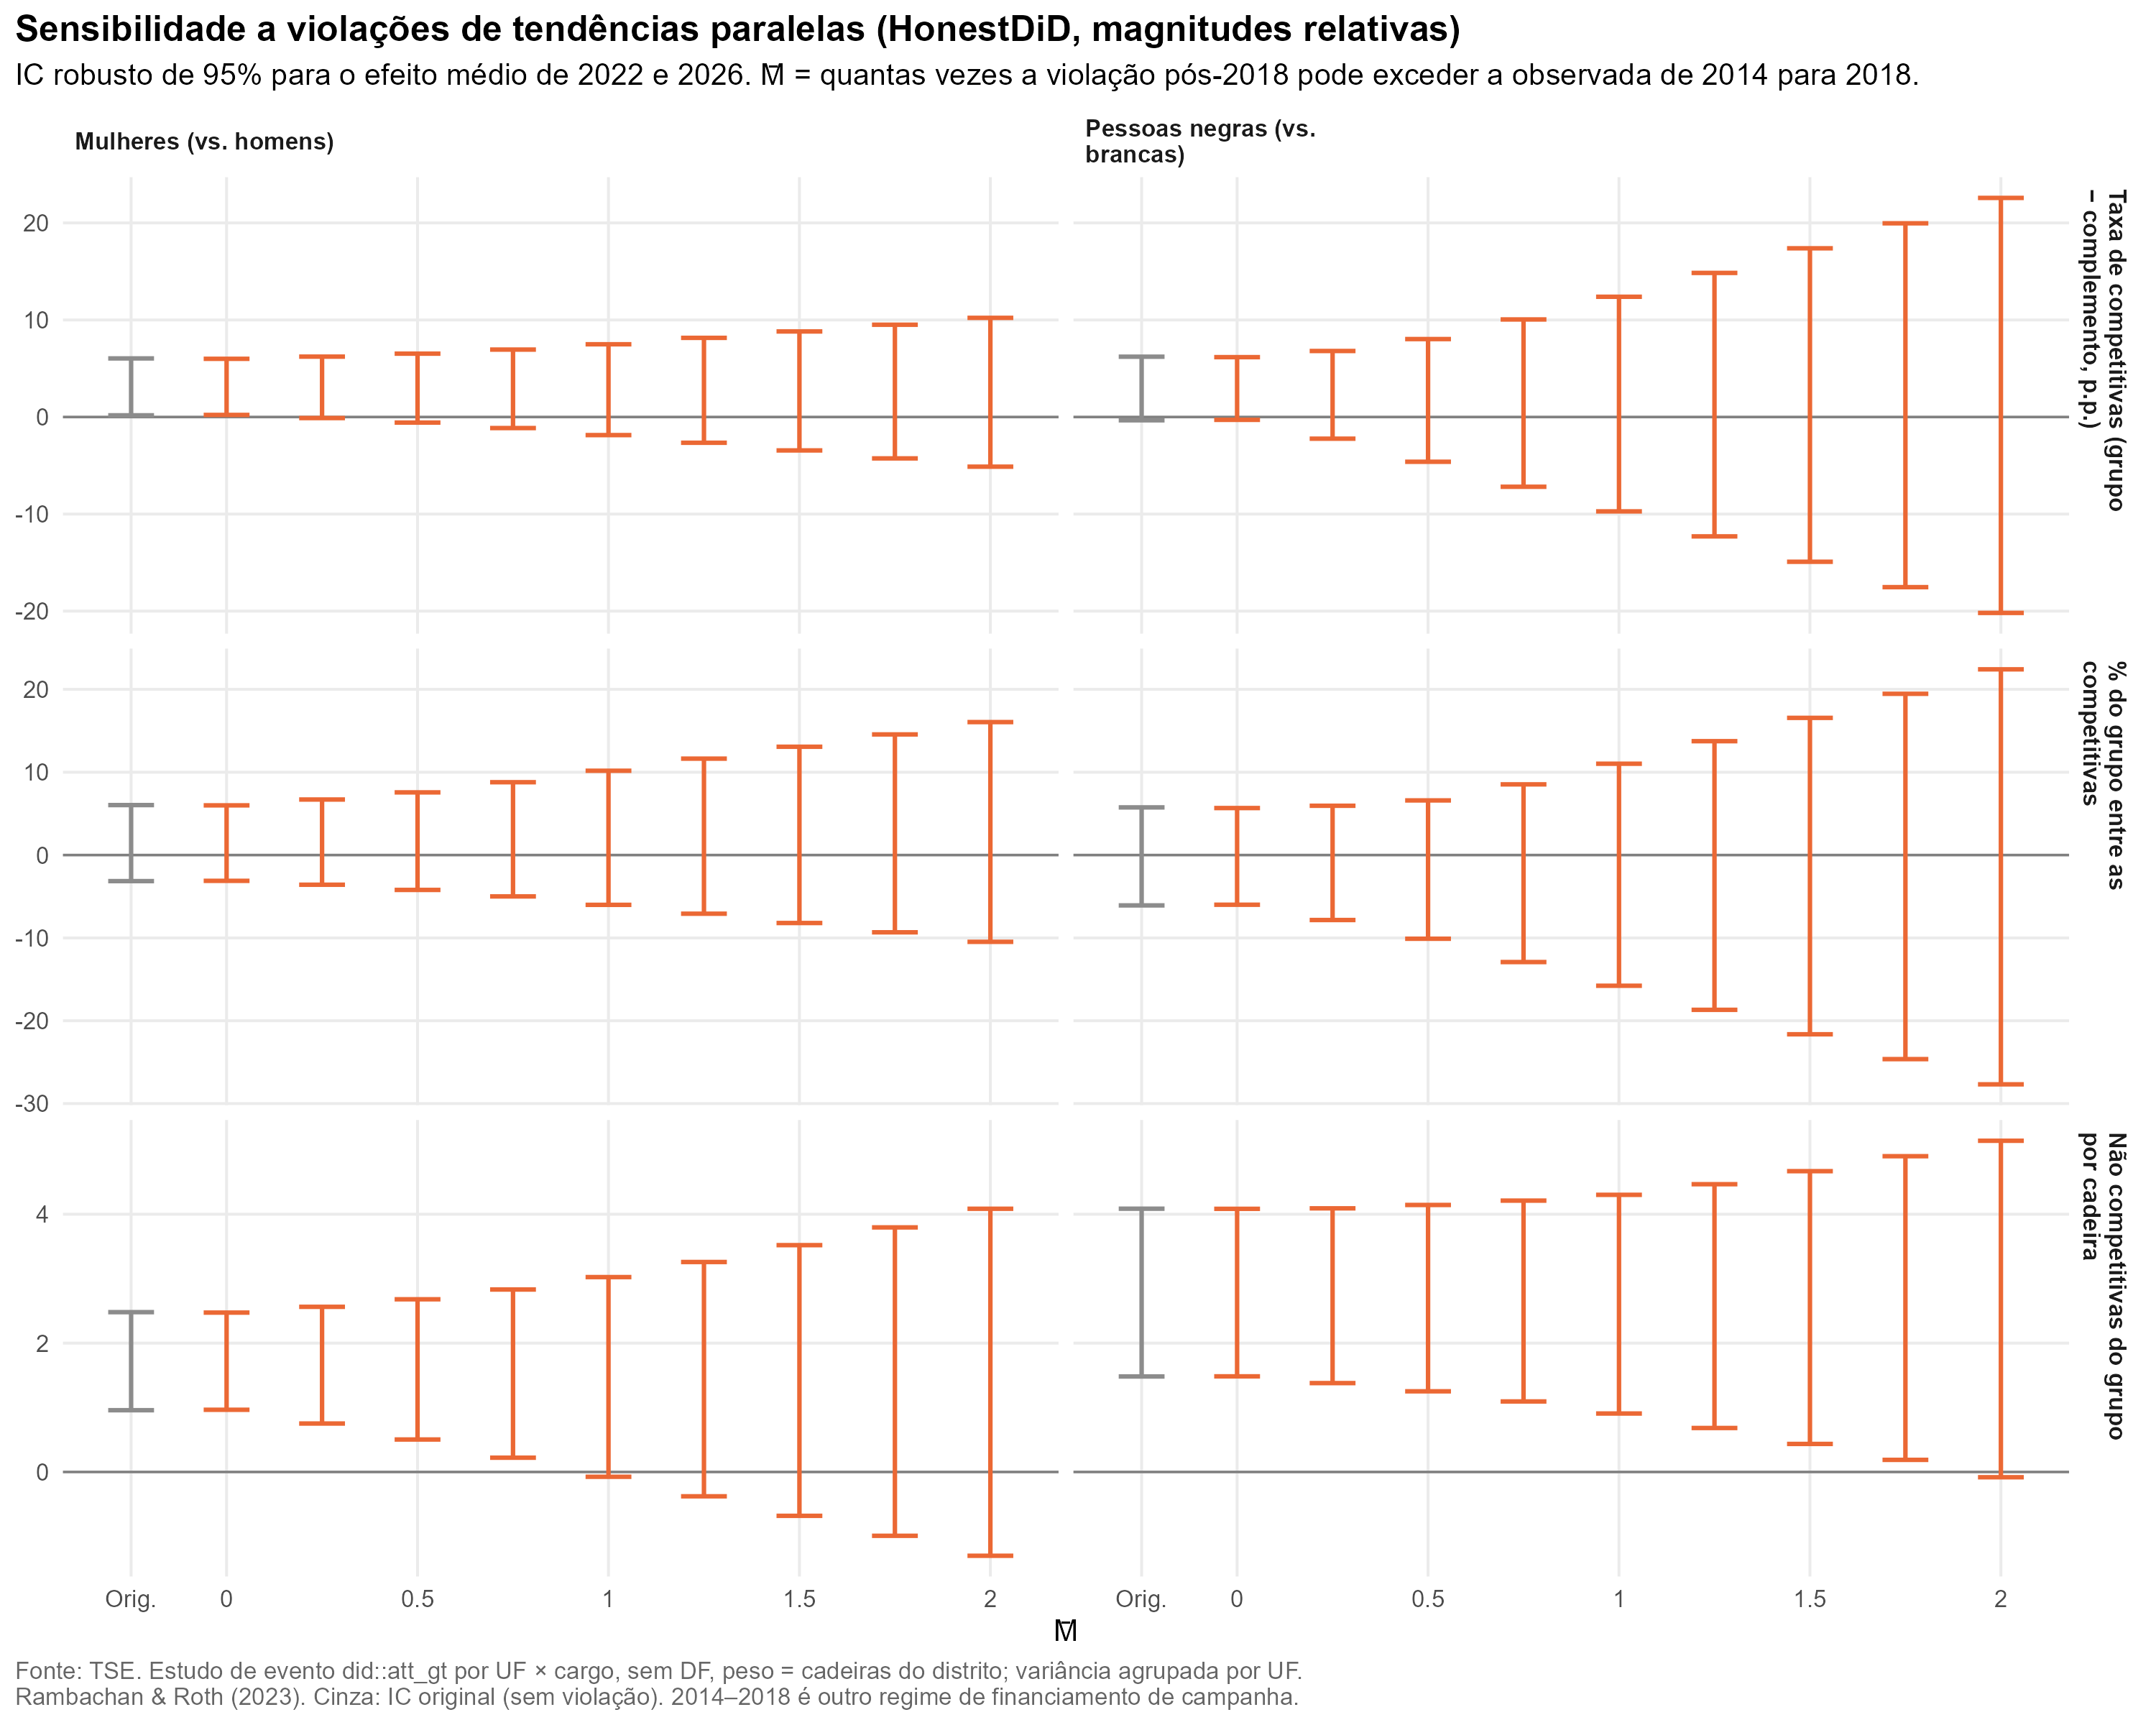 Sensibilidade a violações de tendências paralelas (HonestDiD, magnitudes relativas)
IC robusto de 95% para o efeito médio de 2022 e 2026. M̅ = quantas vezes a violação pós-2018 pode exceder a observada de 2014 para 2018.
Mulheres (vs. homens)
Pessoas negras (vs.
brancas)
20
10
0
-10
-20
Taxa de competitivas (grupo
− complemento, p.p.)
20
10
0
-10
-20
-30
% do grupo entre as
competitivas
4
2
0
Não competitivas do grupo
por cadeira
Orig. 0 0.5 1 1.5 2
Orig. 0 0.5 1 1.5 2
M̅
Fonte: TSE. Estudo de evento did::att_gt por UF × cargo, sem DF, peso = cadeiras do distrito; variância agrupada por UF.
Rambachan & Roth (2023). Cinza: IC original (sem violação). 2014–2018 é outro regime de financiamento de campanha.